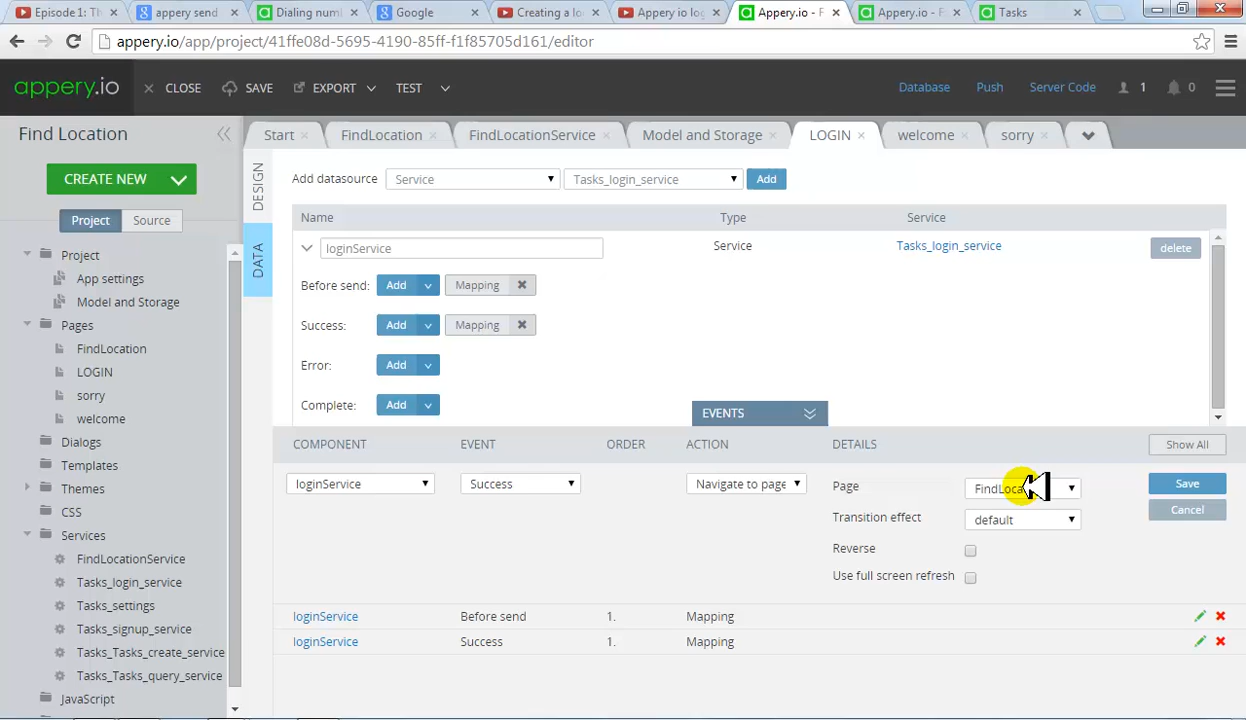 Episode 1: Th
appery send
Dialing num
Google
Creating a lo
Appery io log
Appery.io - F
Appery.io - F
Tasks
appery.io/app/project/41ffe08d-5695-4190-85ff-f1f85705d161/editor
appery.io
CLOSE
SAVE
EXPORT
TEST
Database
Push
Server Code
1
0
Find Location
Start
FindLocation
FindLocationService
Model and Storage
LOGIN
welcome
sorry
CREATE NEW
Project
Source
Project
App settings
Model and Storage
Pages
FindLocation
LOGIN
sorry
welcome
Dialogs
Templates
Themes
CSS
Services
FindLocationService
Tasks_login_service
Tasks_settings
Tasks_signup_service
Tasks_Tasks_create_service
Tasks_Tasks_query_service
JavaScript
DESIGN
DATA
Add datasource
Service
Tasks_login_service
Add
Name
Type
Service
loginService
Service
Tasks_login_service
delete
Before send:
Add
Mapping
Success:
Add
Mapping
Error:
Add
Complete:
Add
EVENTS
COMPONENT
EVENT
ORDER
ACTION
DETAILS
Show All
loginService
Success
Navigate to page
Page
FindLoca
Save
Transition effect
default
Cancel
Reverse
Use full screen refresh
loginService
Before send
1.
Mapping
loginService
Success
1.
Mapping